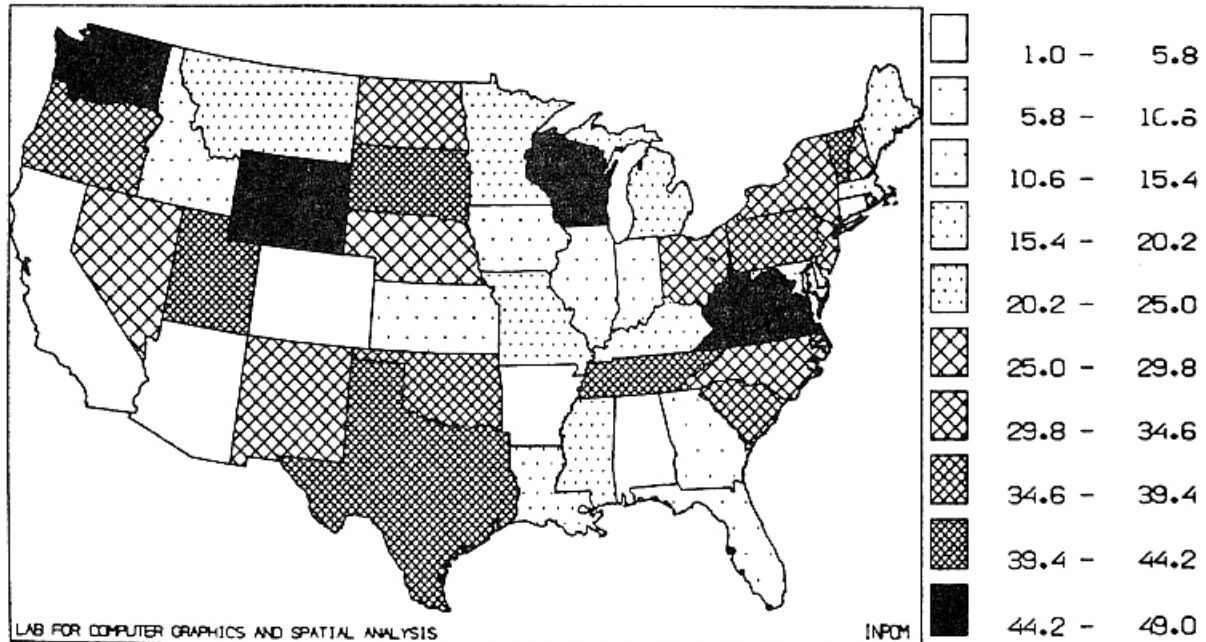 1.0 - 5.8
5.8 - 10.6
10.6 - 15.4
15.4 - 20.2
20.2 - 25.0
25.0 - 29.8
29.8 - 34.6
34.6 - 39.4
39.4 - 44.2
44.2 - 49.0
LAB FOR COMPUTER GRAPHICS AND SPATIAL ANALYSIS
INPOM